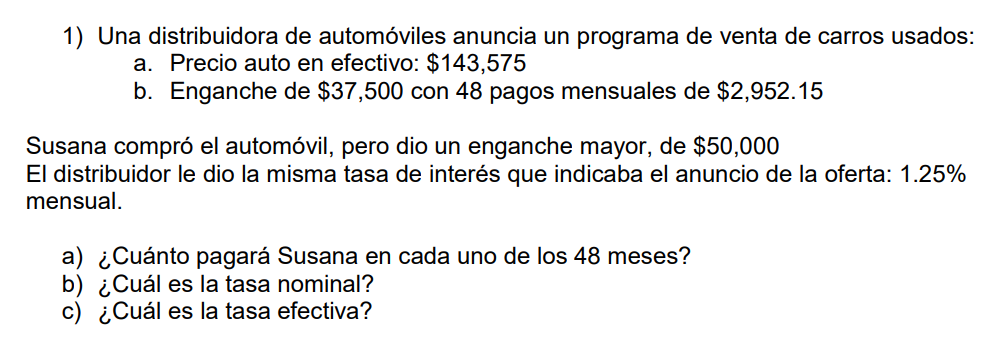 1) Una distribuidora de automóviles anuncia un programa de venta de carros usados:
a. Precio auto en efectivo: $143,575
b. Enganche de $37,500 con 48 pagos mensuales de $2,952.15
Susana compró el automóvil, pero dio un enganche mayor, de $50,000
El distribuidor le dio la misma tasa de interés que indicaba el anuncio de la oferta: 1.25%
mensual.
a) ¿Cuánto pagará Susana en cada uno de los 48 meses?
b) ¿Cuál es la tasa nominal?
c) ¿Cuál es la tasa efectiva?